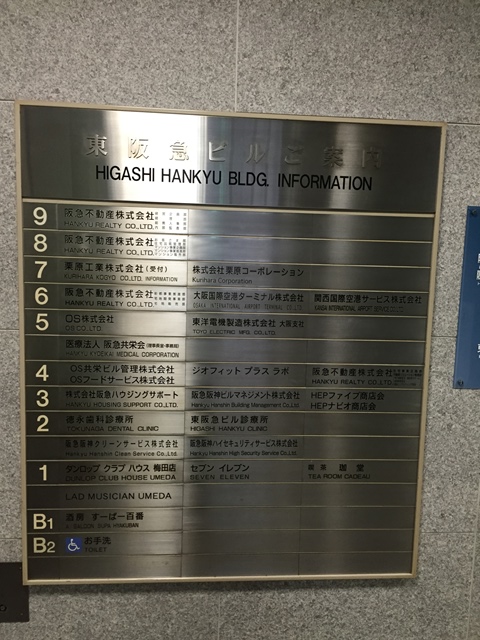 東阪急ビルご案内
HIGASHI HANKYU BLDG. INFORMATION
9 阪急不動産株式会社
HANKYU REALTY CO.,LTD.
8 阪急不動産株式会社
HANKYU REALTY CO.,LTD.
7 栗原工業株式会社(受付) 株式会社 栗原コーポレーション
KURIHARA KOGYO CO.,LTD. INFORMATION Kurihara Corporation
6 阪急不動産株式会社 大阪国際空港ターミナル株式会社 関西国際空港サービス株式会社
HANKYU REALTY CO.,LTD. OSAKA INTERNATIONAL AIRPORT TERMINAL CO.,LTD. KANSAI INTERNATIONAL AIRPORT SERVICE CO.,LTD.
5 OS株式会社 東洋電機製造株式会社 大阪支社
OS CO.,LTD. TOYO ELECTRIC MFG. CO.,LTD.
医療法人 阪急共栄会
HANKYU KYOEIKAI MEDICAL CORPORATION
4 OS共栄ビル管理株式会社 ジオフィット プラス ラボ 阪急不動産株式会社
OSフードサービス株式会社 HANKYU REALTY CO.,LTD.
3 株式会社阪急ハウジングサポート 阪急阪神ビルマネジメント株式会社 HEPファイブ商店会
HANKYU HOUSING SUPPORT CO.,LTD. Hankyu Hanshin Building Management Co.,Ltd. HEPナビオ商店会
2 徳永歯科診療所 東阪急ビル診療所
TOKUNAGA DENTAL CLINIC HIGASHI HANKYU CLINIC
阪急阪神クリーンサービス株式会社 阪急阪神ハイセキュリティサービス株式会社
Hankyu Hanshin Clean Service Co.,Ltd. Hankyu Hanshin High Security Service Co.,Ltd.
1 ダンロップ クラブ ハウス 梅田店 セブン イレブン 喫茶 珈堂
DUNLOP CLUB HOUSE UMEDA SEVEN ELEVEN TEA ROOM CADEAU
LAD MUSICIAN UMEDA
B1 酒房 すーぱー百番
B2 お手洗
TOILET